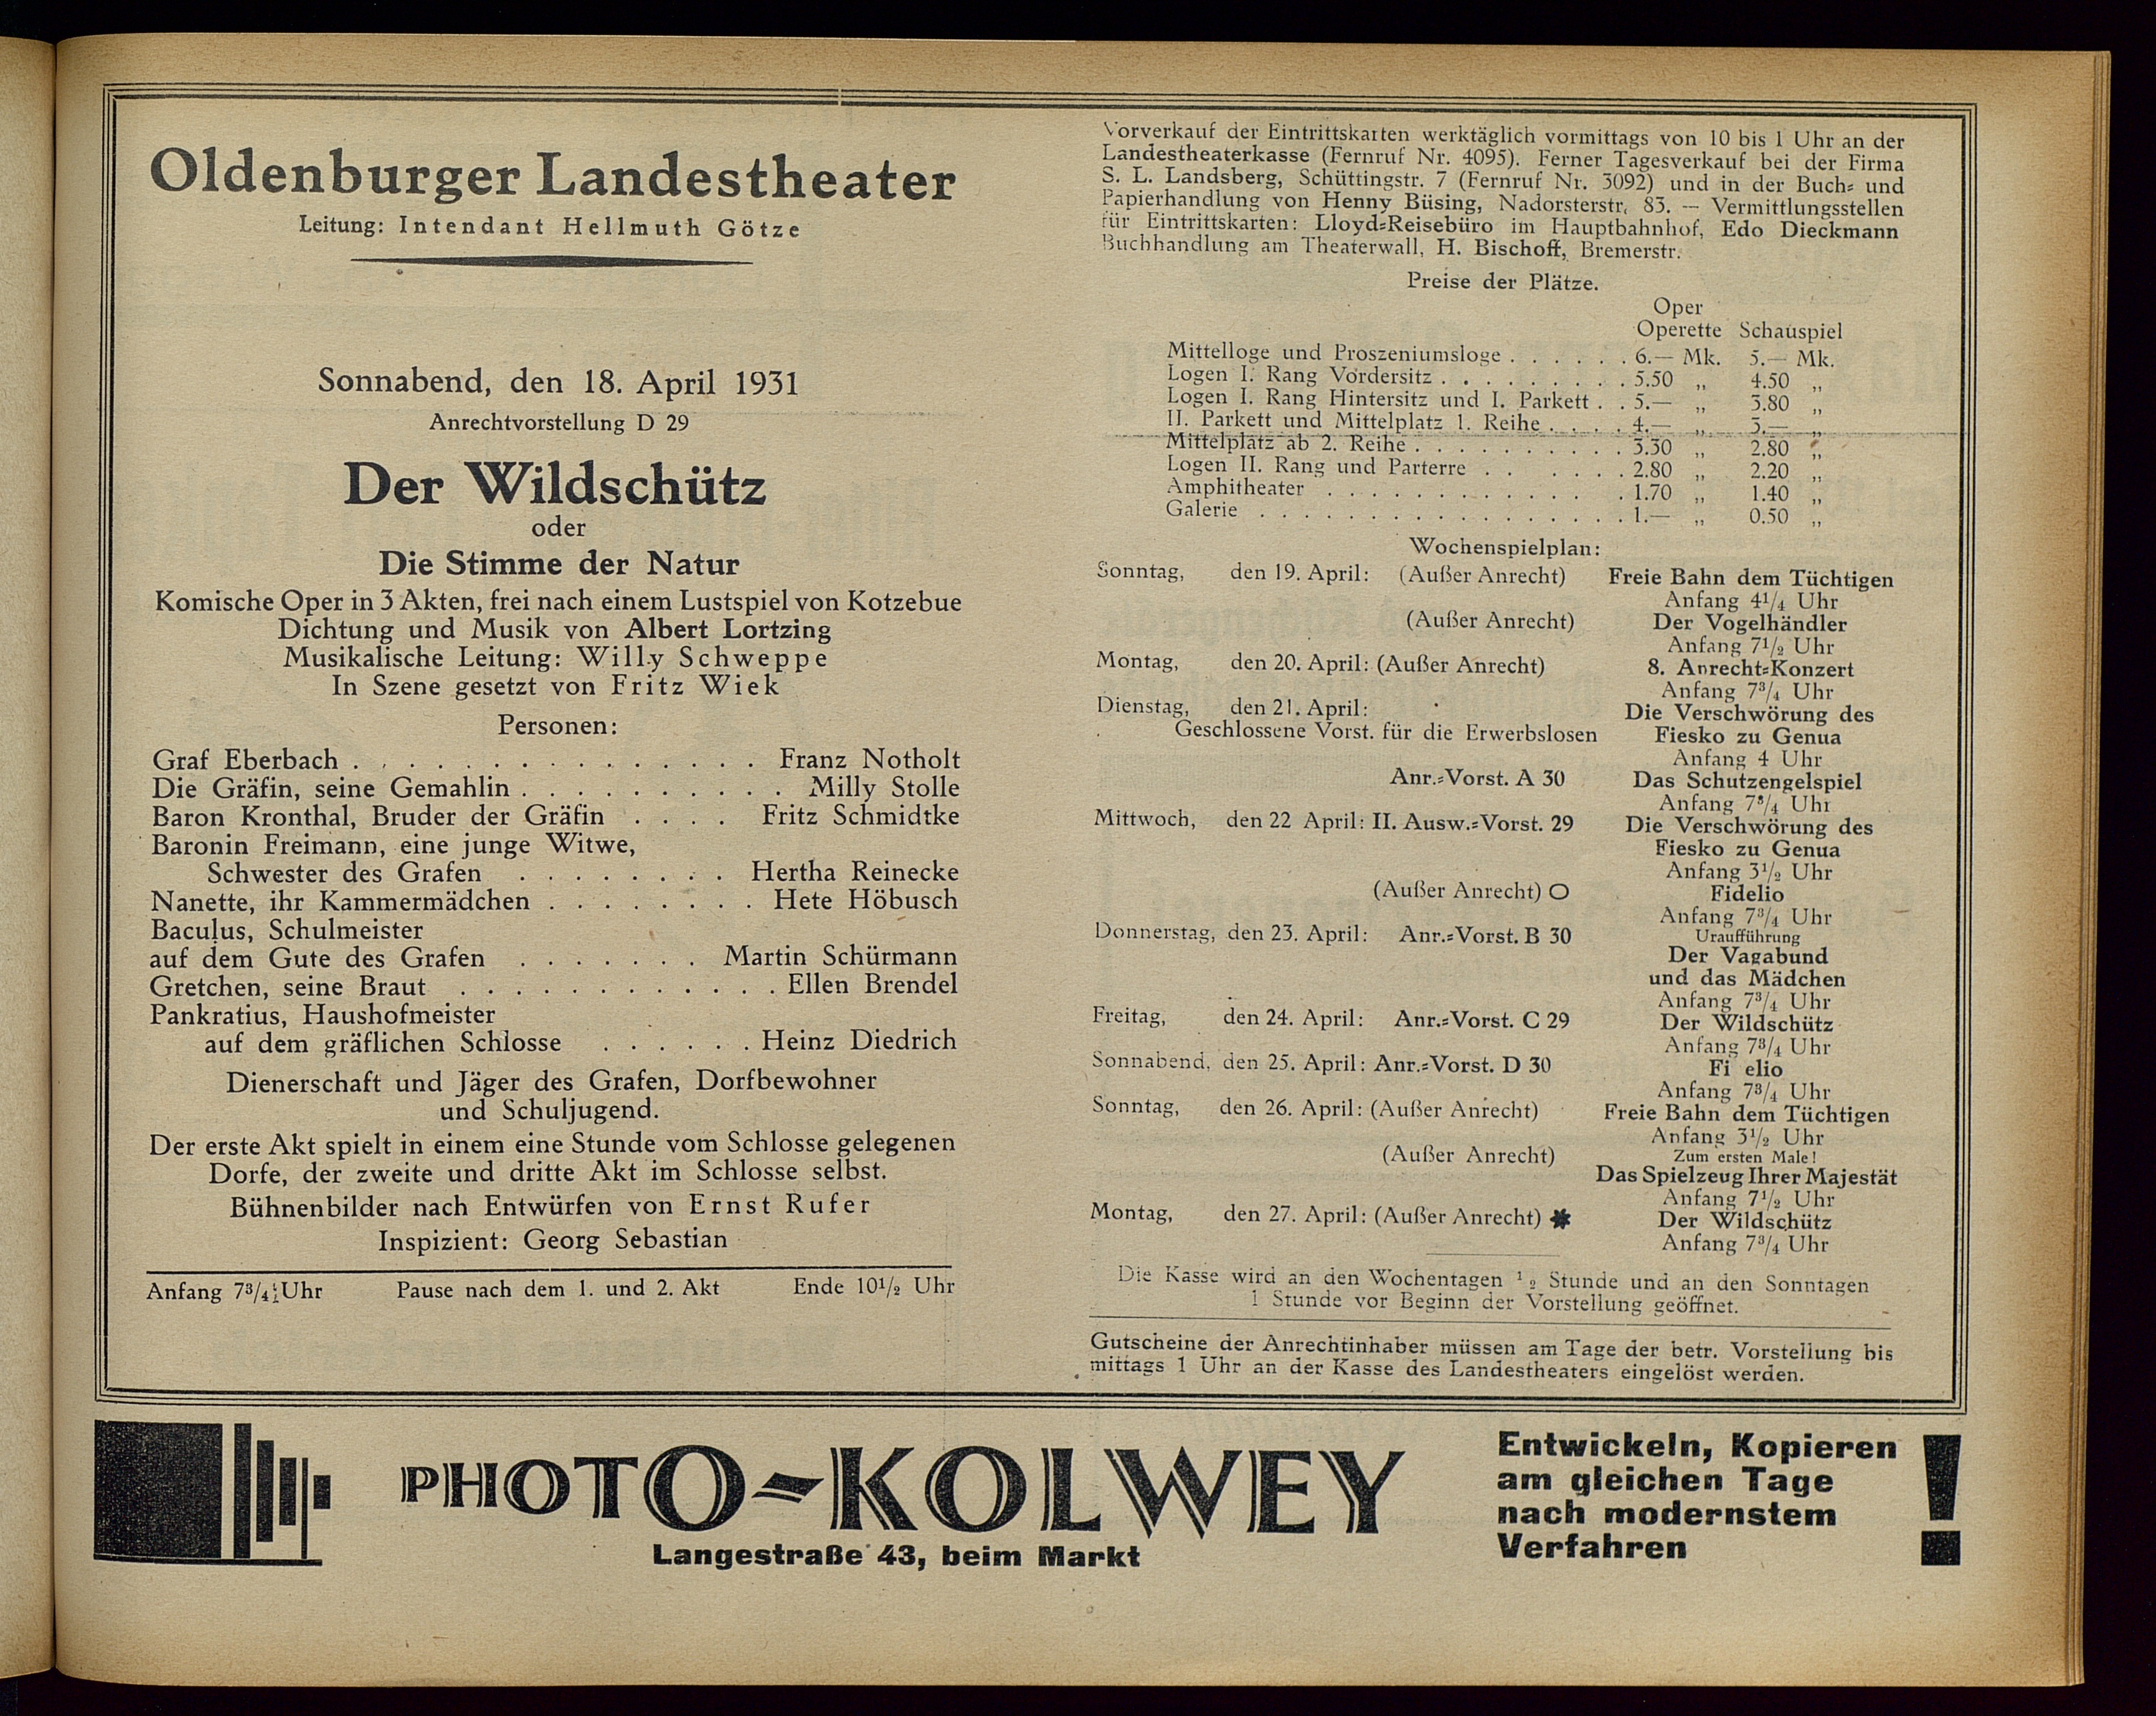 Oldenburger Landestheater
Leitung: Intendant Hellmuth Götze
Sonnabend, den 18. April 1931
Anrechtvorstellung D 29
Der Wildschütz
oder
Die Stimme der Natur
Komische Oper in 3 Akten, frei nach einem Lustspiel von Kotzebue
Dichtung und Musik von Albert Lortzing
Musikalische Leitung: Willy Schweppe
In Szene gesetzt von Fritz Wiek
Personen:
Graf Eberbach . . . . . . . . . . . . . . . Franz Notholt
Die Gräfin, seine Gemahlin . . . . . . . . . . Milly Stolle
Baron Kronthal, Bruder der Gräfin . . . . Fritz Schmidtke
Baronin Freimann, eine junge Witwe,
Schwester des Grafen . . . . . . . . Hertha Reinecke
Nanette, ihr Kammermädchen . . . . . . . . Hete Höbusch
Baculus, Schulmeister
auf dem Gute des Grafen . . . . . . . Martin Schürmann
Gretchen, seine Braut . . . . . . . . . . . . Ellen Brendel
Pankratius, Haushofmeister
auf dem gräflichen Schlosse . . . . . . Heinz Diedrich
Dienerschaft und Jäger des Grafen, Dorfbewohner
und Schuljugend.
Der erste Akt spielt in einem eine Stunde vom Schlosse gelegenen
Dorfe, der zweite und dritte Akt im Schlosse selbst.
Bühnenbilder nach Entwürfen von Ernst Rufer
Inspizient: Georg Sebastian
Anfang 7³/₄ Uhr Pause nach dem 1. und 2. Akt Ende 10¹/₂ Uhr
Vorverkauf der Eintrittskarten werktäglich vormittags von 10 bis 1 Uhr an der
Landestheaterkasse (Fernruf Nr. 4095). Ferner Tagesverkauf bei der Firma
S. L. Landsberg, Schüttingstr. 7 (Fernruf Nr. 3092) und in der Buch= und
Papierhandlung von Henny Büsing, Nadorsterstr. 83. — Vermittlungsstellen
für Eintrittskarten: Lloyd=Reisebüro im Hauptbahnhof, Edo Dieckmann
Buchhandlung am Theaterwall, H. Bischoff, Bremerstr.
Preise der Plätze.
Oper
Operette Schauspiel
Mittelloge und Proszeniumsloge . . . . . . 6.— Mk. 5.— Mk.
Logen I. Rang Vordersitz . . . . . . . . . 5.50 „ 4.50 „
Logen I. Rang Hintersitz und I. Parkett . . 5.— „ 3.80 „
II. Parkett und Mittelplatz 1. Reihe . . . . 4.— „ 3.— „
Mittelplatz ab 2. Reihe . . . . . . . . . . 3.30 „ 2.80 „
Logen II. Rang und Parterre . . . . . . 2.80 „ 2.20 „
Amphitheater . . . . . . . . . . . . 1.70 „ 1.40 „
Galerie . . . . . . . . . . . . . . . . 1.— „ 0.50 „
Wochenspielplan:
Sonntag, den 19. April: (Außer Anrecht) Freie Bahn dem Tüchtigen
Anfang 4¹/₄ Uhr
(Außer Anrecht) Der Vogelhändler
Anfang 7¹/₂ Uhr
Montag, den 20. April: (Außer Anrecht) 8. Anrecht=Konzert
Anfang 7³/₄ Uhr
Dienstag, den 21. April: Die Verschwörung des
Geschlossene Vorst. für die Erwerbslosen Fiesko zu Genua
Anfang 4 Uhr
Anr.=Vorst. A 30 Das Schutzengelspiel
Anfang 7³/₄ Uhr
Mittwoch, den 22 April: II. Ausw.=Vorst. 29 Die Verschwörung des
Fiesko zu Genua
Anfang 3¹/₂ Uhr
(Außer Anrecht) O Fidelio
Anfang 7³/₄ Uhr
Donnerstag, den 23. April: Anr.=Vorst. B 30 Uraufführung
Der Vagabund
und das Mädchen
Anfang 7³/₄ Uhr
Freitag, den 24. April: Anr.=Vorst. C 29 Der Wildschütz
Anfang 7³/₄ Uhr
Sonnabend, den 25. April: Anr.=Vorst. D 30 Fi elio
Anfang 7³/₄ Uhr
Sonntag, den 26. April: (Außer Anrecht) Freie Bahn dem Tüchtigen
Anfang 3¹/₂ Uhr
Zum ersten Male!
(Außer Anrecht) Das Spielzeug Ihrer Majestät
Anfang 7¹/₂ Uhr
Montag, den 27. April: (Außer Anrecht) ✱ Der Wildschütz
Anfang 7³/₄ Uhr
Die Kasse wird an den Wochentagen ¹/₂ Stunde und an den Sonntagen
1 Stunde vor Beginn der Vorstellung geöffnet.
Gutscheine der Anrechtinhaber müssen am Tage der betr. Vorstellung bis
mittags 1 Uhr an der Kasse des Landestheaters eingelöst werden.
PHOTO-KOLWEY
Langestraße 43, beim Markt
Entwickeln, Kopieren
am gleichen Tage
nach modernstem
Verfahren !